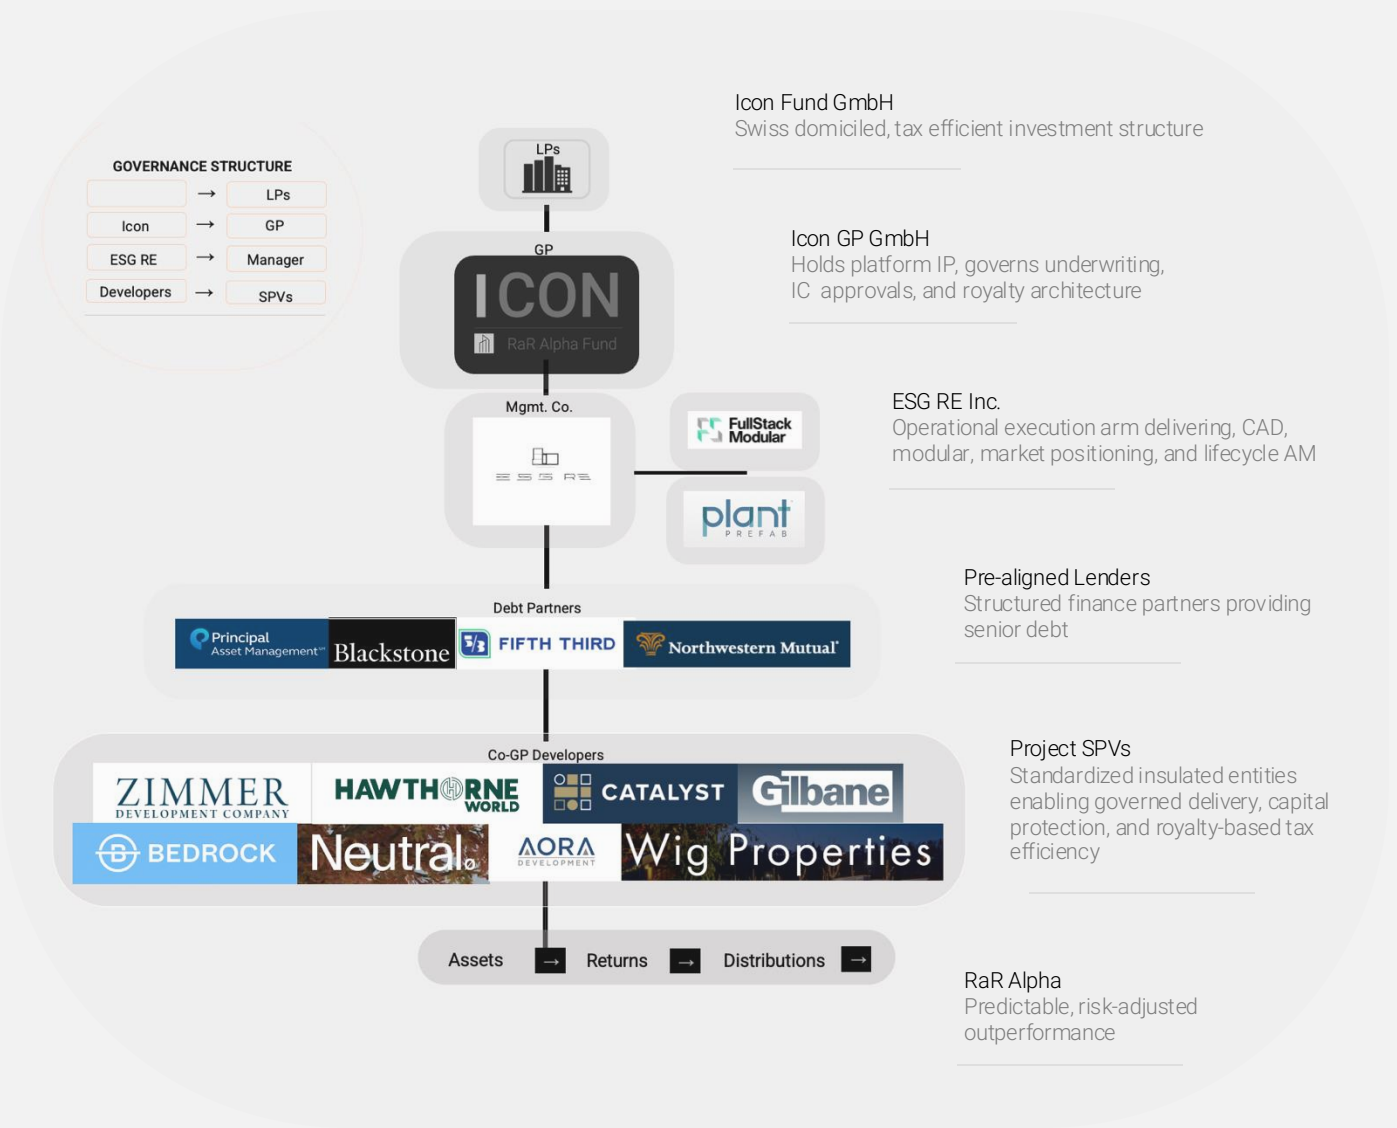 Icon Fund GmbH
Swiss domiciled, tax efficient investment structure
GOVERNANCE STRUCTURE
→ LPs
Icon → GP
ESG RE → Manager
Developers → SPVs
LPs
GP
ICON
RaR Alpha Fund
Icon GP GmbH
Holds platform IP, governs underwriting,
IC approvals, and royalty architecture
Mgmt. Co.
ESG RE
FullStack
Modular
plant
PREFAB
ESG RE Inc.
Operational execution arm delivering, CAD,
modular, market positioning, and lifecycle AM
Debt Partners
Principal
Asset Management℠
Blackstone
5/3 FIFTH THIRD
Northwestern Mutual®
Pre-aligned Lenders
Structured finance partners providing
senior debt
Co-GP Developers
ZIMMER
DEVELOPMENT COMPANY
HAWTHORNE
WORLD
CATALYST
Gilbane
B BEDROCK
Neutral
AORA
DEVELOPMENT
Wig Properties
Project SPVs
Standardized insulated entities
enabling governed delivery, capital
protection, and royalty-based tax
efficiency
Assets → Returns → Distributions →
RaR Alpha
Predictable, risk-adjusted
outperformance